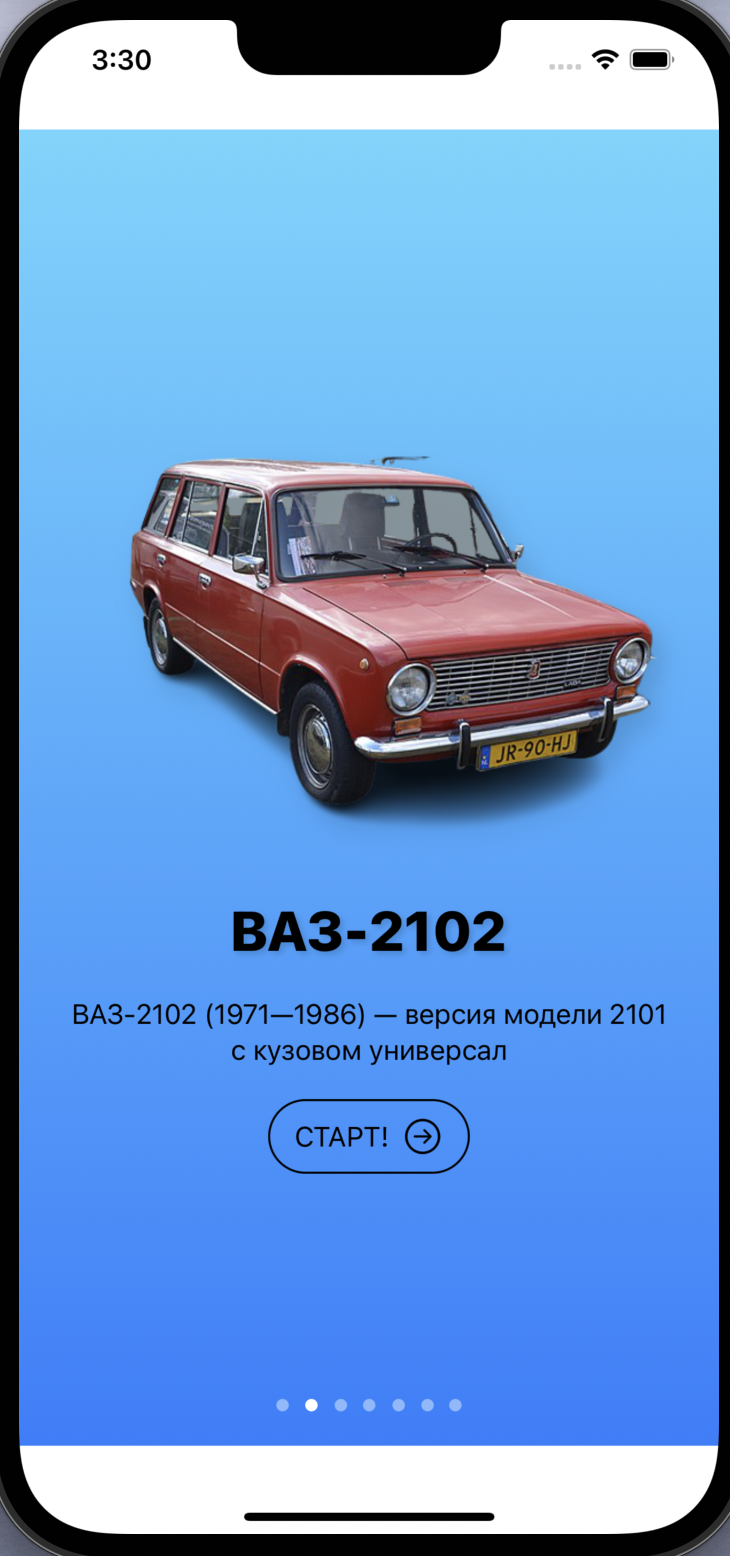 3:30
JR-90-HJ
ВАЗ-2102
ВАЗ-2102 (1971—1986) — версия модели 2101
с кузовом универсал
СТАРТ!